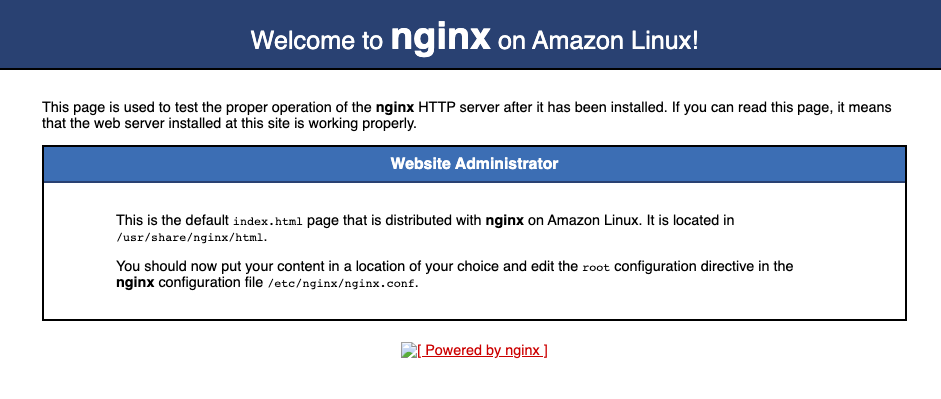 Welcome to nginx on Amazon Linux!
This page is used to test the proper operation of the nginx HTTP server after it has been installed. If you can read this page, it means
that the web server installed at this site is working properly.
Website Administrator
This is the default index.html page that is distributed with nginx on Amazon Linux. It is located in
/usr/share/nginx/html.
You should now put your content in a location of your choice and edit the root configuration directive in the
nginx configuration file /etc/nginx/nginx.conf.
[ Powered by nginx ]